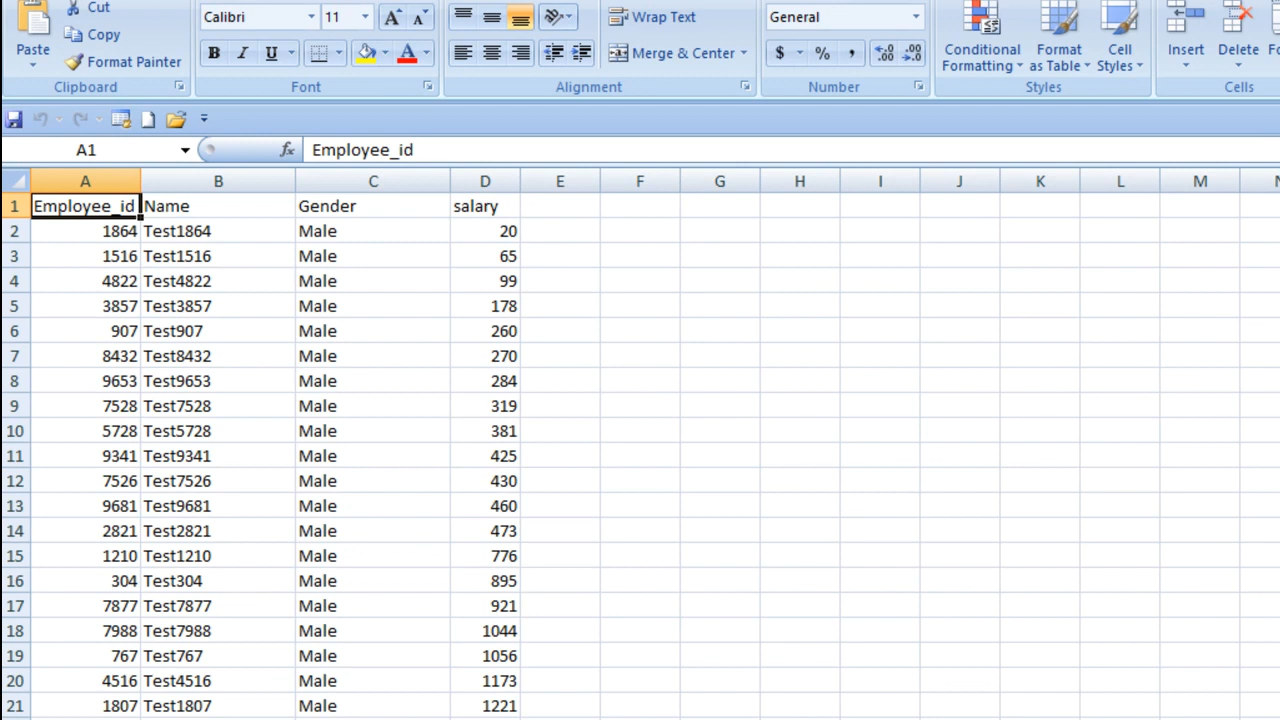 Cut
Copy
Format Painter
Paste
Clipboard
Calibri 11 A A
B I U A
Font
Wrap Text
Merge & Center
Alignment
General
$ % , .0 .00 .00 .0
Number
Conditional Formatting
Format as Table
Cell Styles
Styles
Insert
Delete
Cells
A1 fx Employee_id
A B C D E F G H I J K L M
1 Employee_id Name Gender salary
2 1864 Test1864 Male 20
3 1516 Test1516 Male 65
4 4822 Test4822 Male 99
5 3857 Test3857 Male 178
6 907 Test907 Male 260
7 8432 Test8432 Male 270
8 9653 Test9653 Male 284
9 7528 Test7528 Male 319
10 5728 Test5728 Male 381
11 9341 Test9341 Male 425
12 7526 Test7526 Male 430
13 9681 Test9681 Male 460
14 2821 Test2821 Male 473
15 1210 Test1210 Male 776
16 304 Test304 Male 895
17 7877 Test7877 Male 921
18 7988 Test7988 Male 1044
19 767 Test767 Male 1056
20 4516 Test4516 Male 1173
21 1807 Test1807 Male 1221